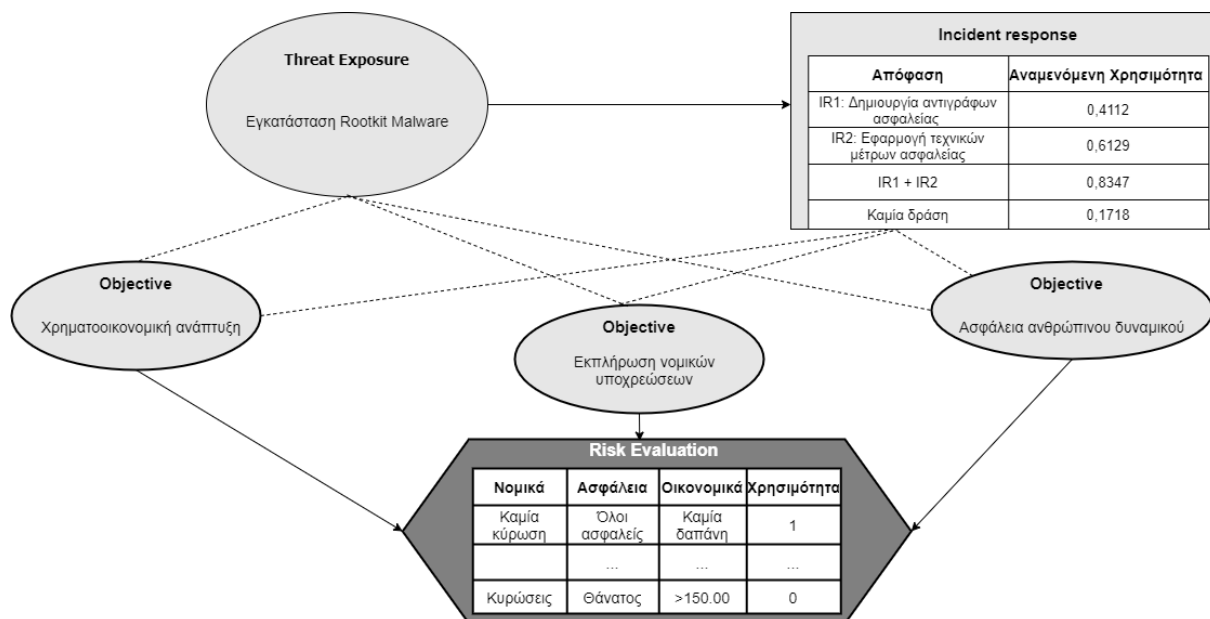 Threat Exposure
Εγκατάσταση Rootkit Malware
Incident response
Απόφαση Αναμενόμενη Χρησιμότητα
IR1: Δημιουργία αντιγράφων
ασφαλείας
0,4112
IR2: Εφαρμογή τεχνικών
μέτρων ασφαλείας
0,6129
IR1 + IR2 0,8347
Καμία δράση 0,1718
Objective
Χρηματοοικονομική ανάπτυξη
Objective
Εκπλήρωση νομικών
υποχρεώσεων
Objective
Ασφάλεια ανθρώπινου δυναμικού
Risk Evaluation
Νομικά Ασφάλεια Οικονομικά Χρησιμότητα
Καμία
κύρωση
Όλοι
ασφαλείς
Καμία
δαπάνη
1
... ... ...
Κυρώσεις Θάνατος >150.00 0